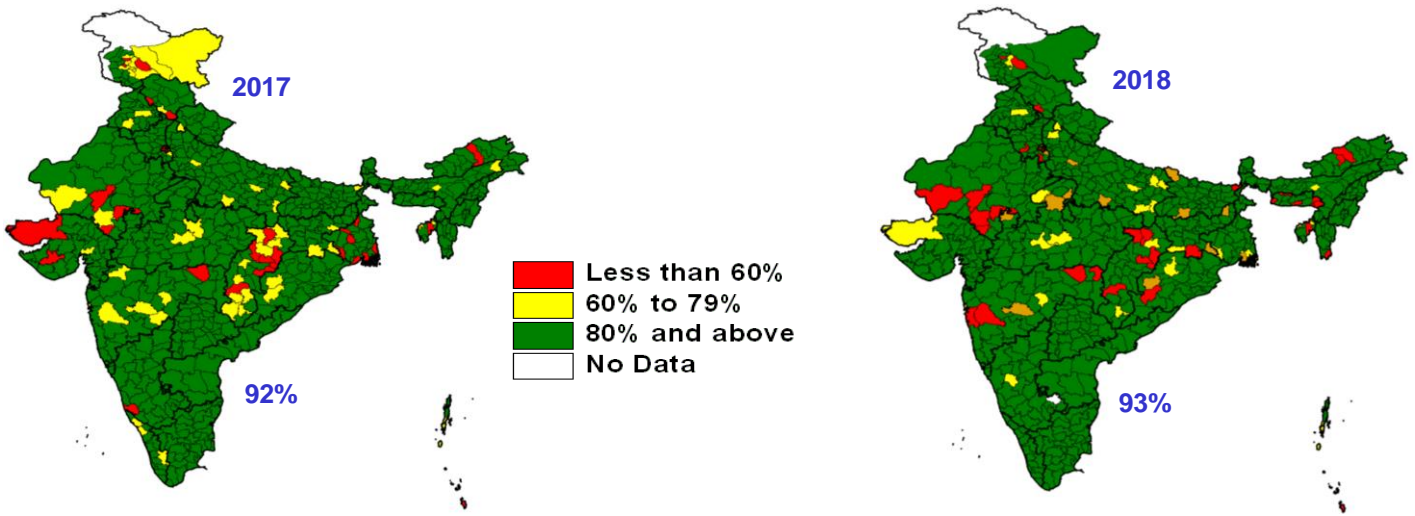 2017
2018
Less than 60%
60% to 79%
80% and above
No Data
92%
93%